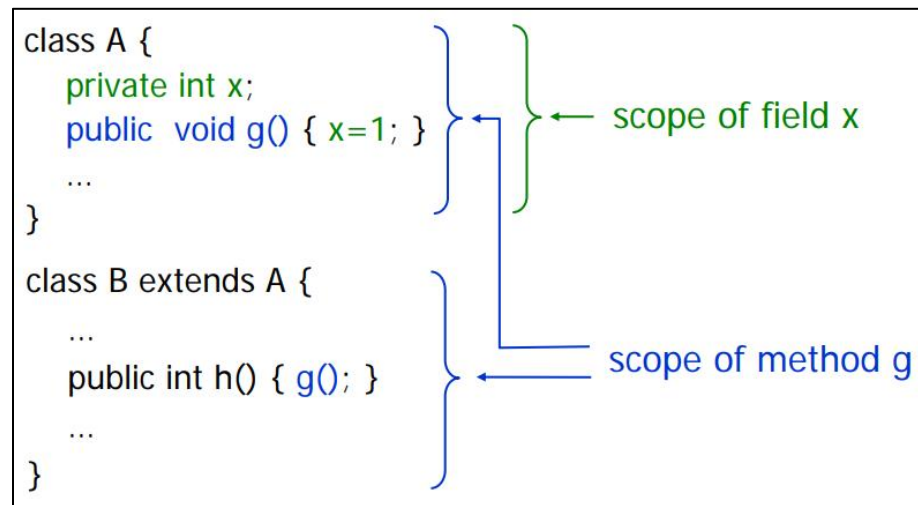 class A {
private int x;
public void g() { x=1; }
...
}
scope of field x
class B extends A {
...
public int h() { g(); }
...
}
scope of method g